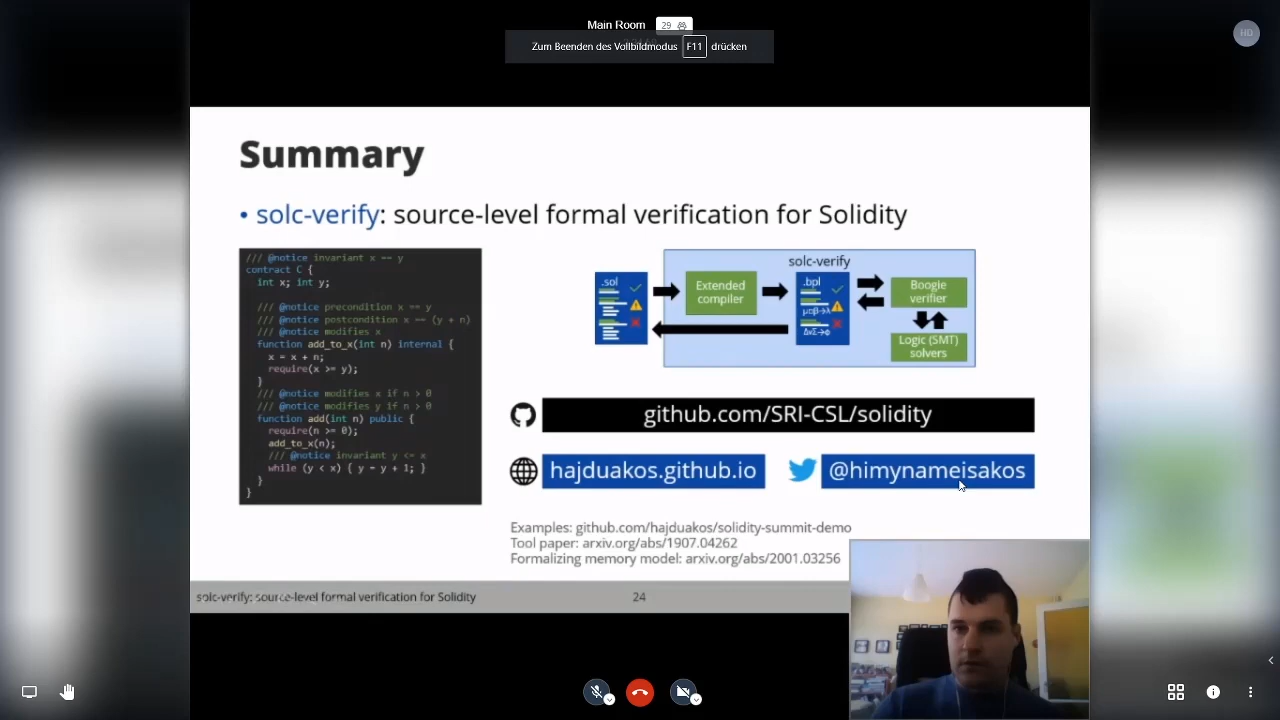 Main Room 29
Zum Beenden des Vollbildmodus F11 drücken
HD
Summary
• solc-verify: source-level formal verification for Solidity
/// @notice invariant x == y
contract C {
int x; int y;
/// @notice precondition x == y
/// @notice postcondition x == (y + n)
/// @notice modifies x
function add_to_x(int n) internal {
x = x + n;
require(x >= y);
}
/// @notice modifies x if n > 0
/// @notice modifies y if n > 0
function add(int n) public {
require(n >= 0);
add_to_x(n);
/// @notice invariant y <= x
while (y < x) { y = y + 1; }
}
}
solc-verify
.sol
Extended
compiler
.bpl
Boogie
verifier
Logic (SMT)
solvers
github.com/SRI-CSL/solidity
hajduakos.github.io
@himynameisakos
Examples: github.com/hajduakos/solidity-summit-demo
Tool paper: arxiv.org/abs/1907.04262
Formalizing memory model: arxiv.org/abs/2001.03256
solc-verify: source-level formal verification for Solidity
24